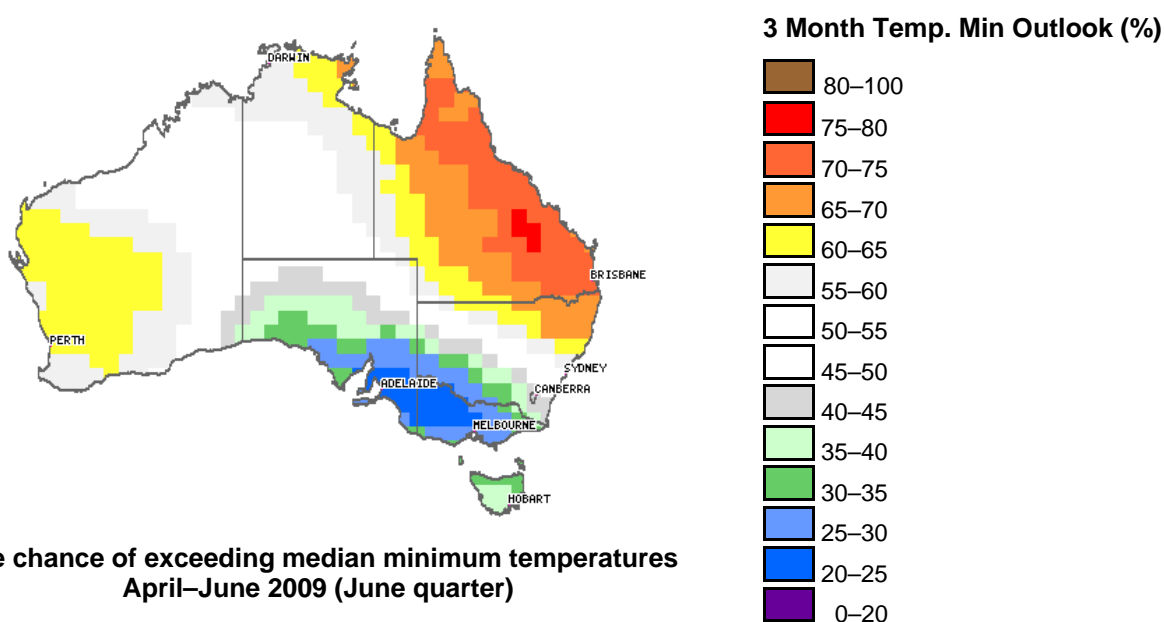 3 Month Temp. Min Outlook (%)
DARWIN
BRISBANE
PERTH
SYDNEY
ADELAIDE
CANBERRA
MELBOURNE
HOBART
80–100
75–80
70–75
65–70
60–65
55–60
50–55
45–50
40–45
35–40
30–35
25–30
20–25
0–20
e chance of exceeding median minimum temperatures
April–June 2009 (June quarter)